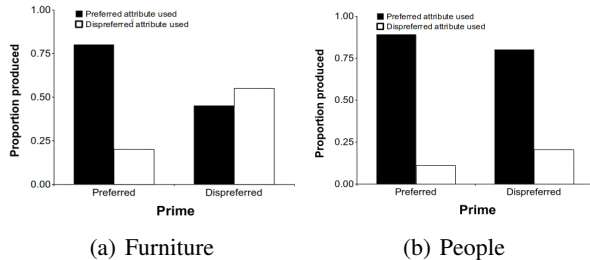 Preferred attribute used
Dispreferred attribute used
Proportion produced
1.00
0.75
0.50
0.25
0.00
Preferred
Dispreferred
Prime
(a) Furniture
Preferred attribute used
Dispreferred attribute used
Proportion produced
1.00
0.75
0.50
0.25
0.00
Preferred
Dispreferred
Prime
(b) People